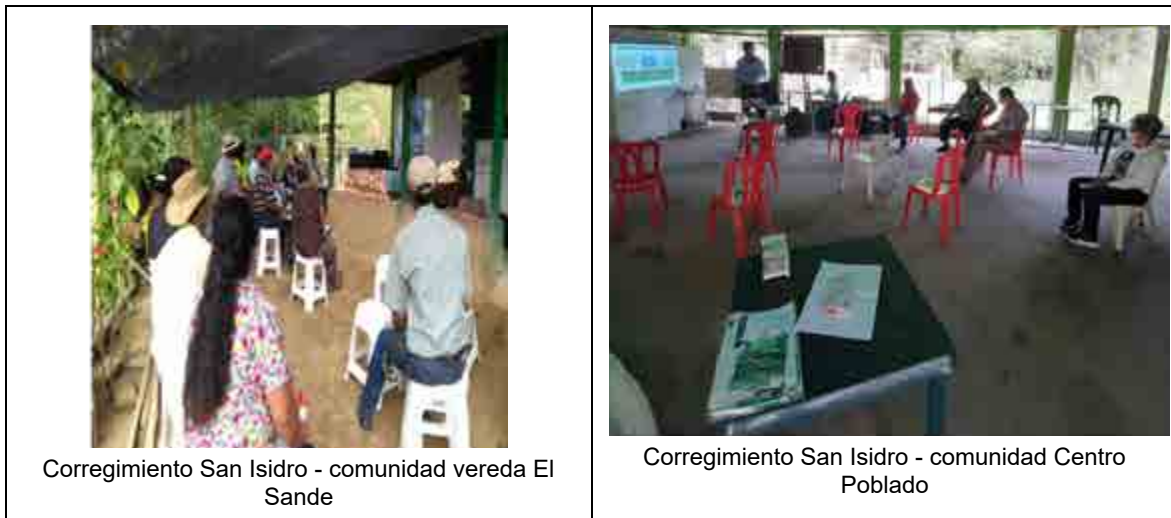 Corregimiento San Isidro - comunidad vereda El
Sande
Corregimiento San Isidro - comunidad Centro
Poblado